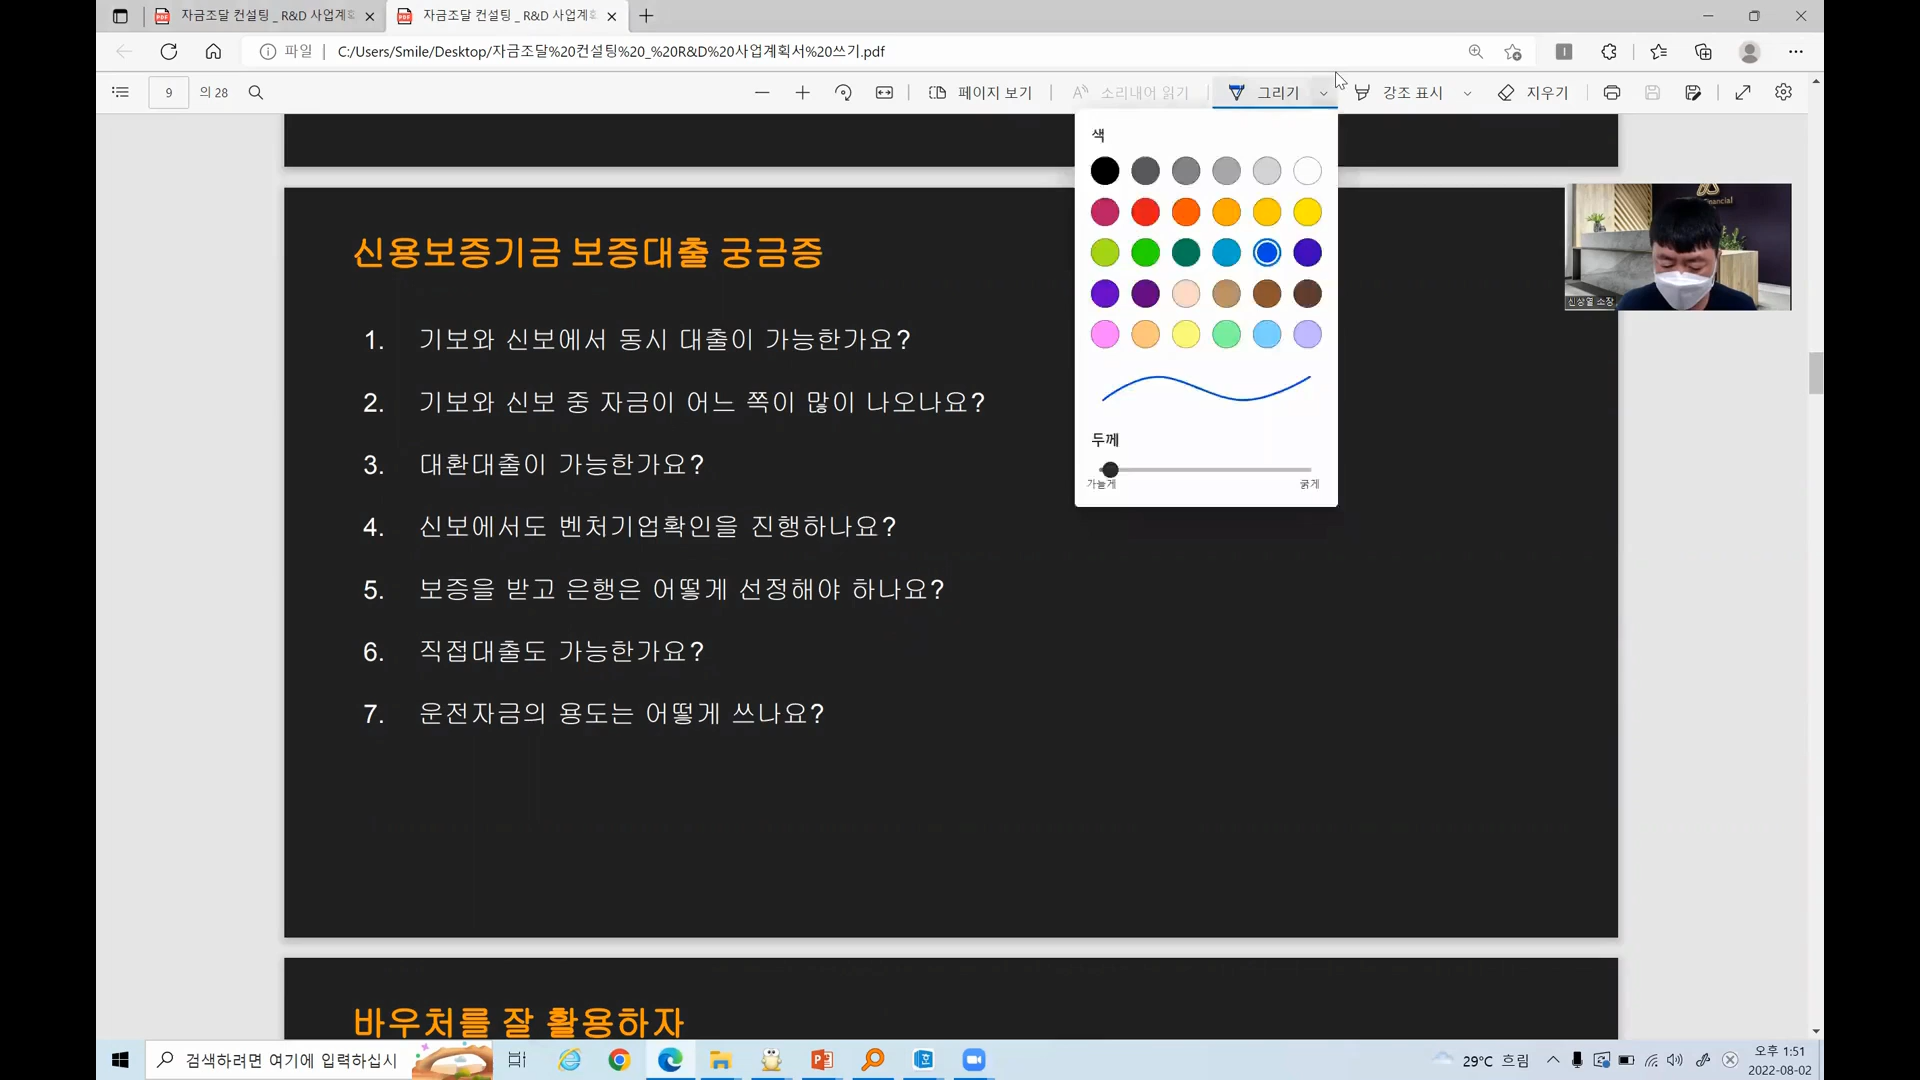 자금조달 컨설팅 _ R&D 사업계획
자금조달 컨설팅 _ R&D 사업계획
파일
C:/Users/Smile/Desktop/자금조달%20컨설팅%20_%20R&D%20사업계획서%20쓰기.pdf
9 의 28
페이지 보기
소리내어 읽기
그리기
강조 표시
지우기
색
두께
가늘게
굵게
신용보증기금 보증대출 궁금증
1. 기보와 신보에서 동시 대출이 가능한가요?
2. 기보와 신보 중 자금이 어느 쪽이 많이 나오나요?
3. 대환대출이 가능한가요?
4. 신보에서도 벤처기업확인을 진행하나요?
5. 보증을 받고 은행은 어떻게 선정해야 하나요?
6. 직접대출도 가능한가요?
7. 운전자금의 용도는 어떻게 쓰나요?
신상열 소장
바우처를 잘 활용하자
검색하려면 여기에 입력하십시
29°C 흐림
오후 1:51
2022-08-02